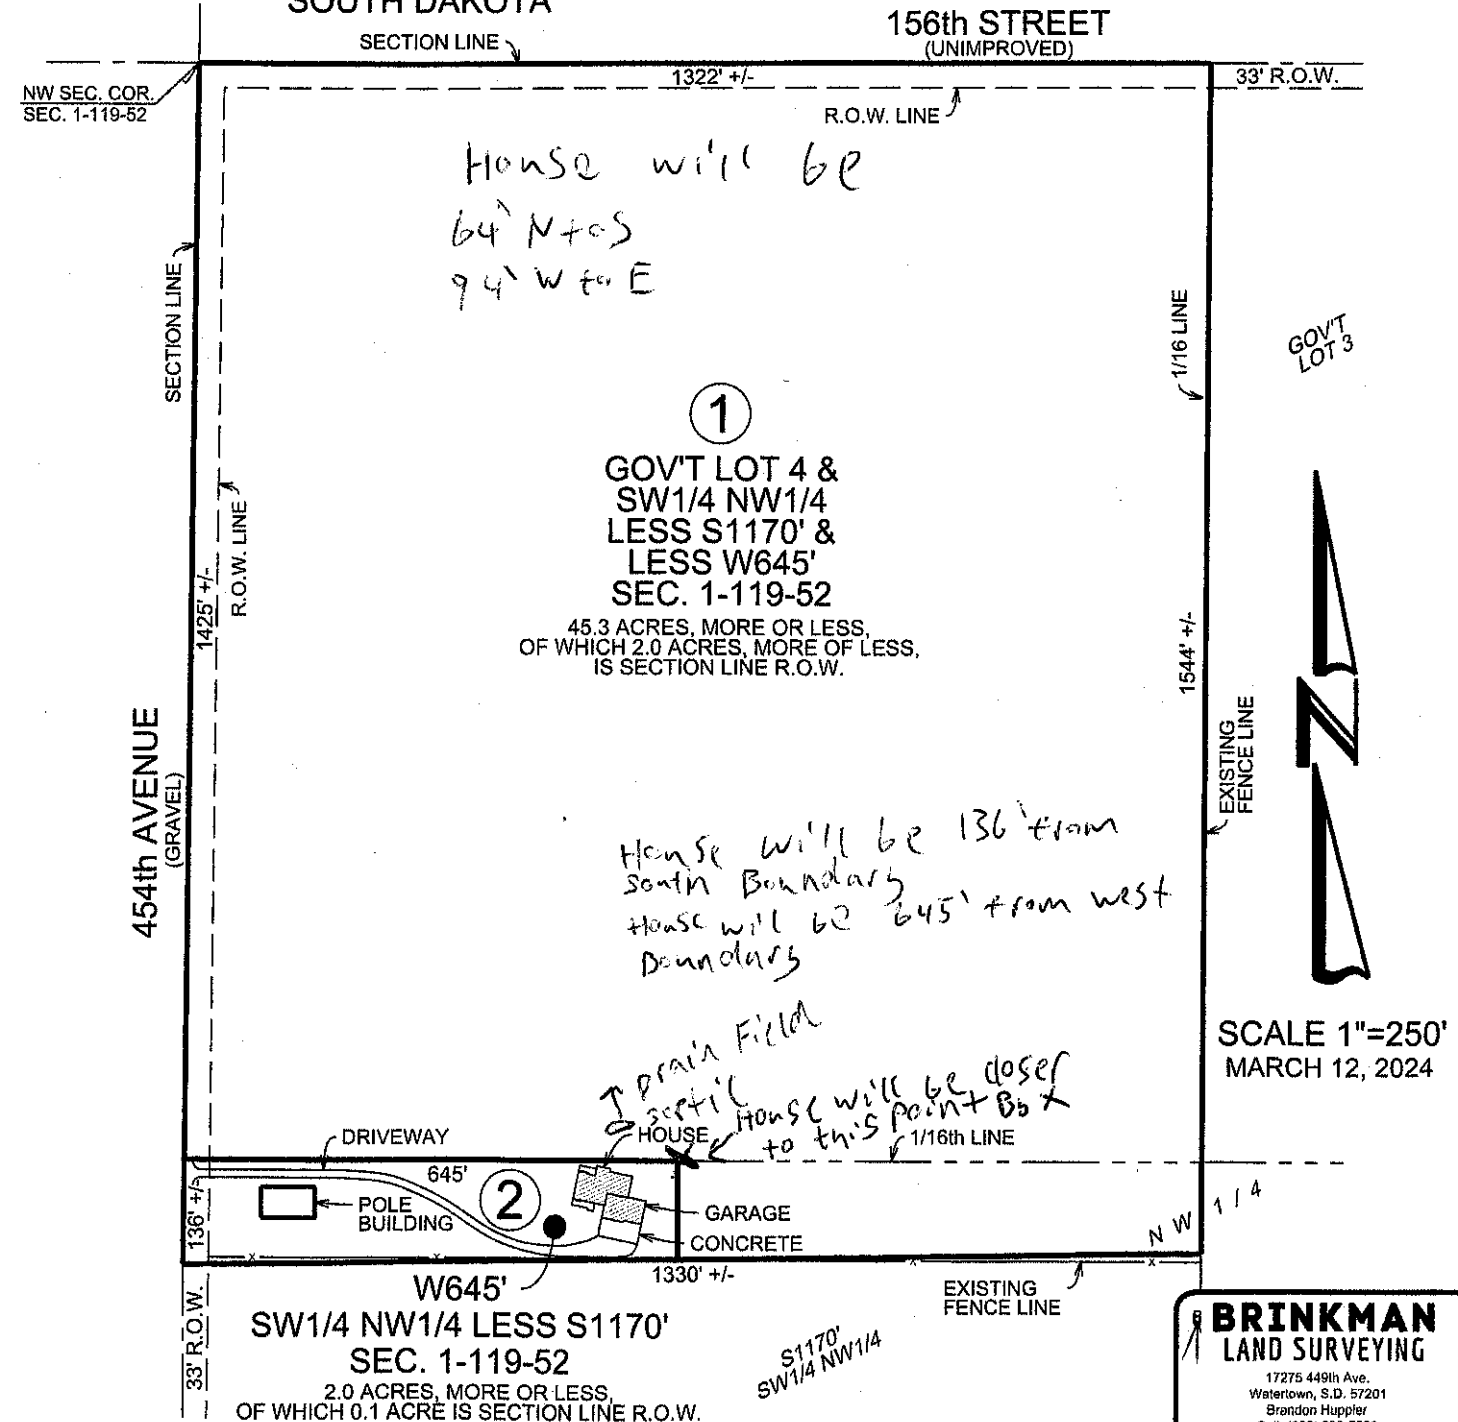 SOUTH DAKOTA
156th STREET
(UNIMPROVED)
SECTION LINE
1322' +/-
33' R.O.W.
NW SEC. COR.
SEC. 1-119-52
R.O.W. LINE
House will be
64' N to S
94' W to E
SECTION LINE
1/16 LINE
GOV'T
LOT 3
1
GOV'T LOT 4 &
SW1/4 NW1/4
LESS S1170' &
LESS W645'
SEC. 1-119-52
45.3 ACRES, MORE OR LESS,
OF WHICH 2.0 ACRES, MORE OF LESS,
IS SECTION LINE R.O.W.
R.O.W. LINE
1425' +/-
1544' +/-
454th AVENUE
(GRAVEL)
EXISTING
FENCE LINE
N
House will be 136' from
South Boundary
House will be 645' from west
Boundary
SCALE 1"=250'
MARCH 12, 2024
Drain Field
septic
House will be closer
to this point By X
HOUSE
1/16th LINE
DRIVEWAY
645'
2
POLE
BUILDING
GARAGE
CONCRETE
136' +/-
NW 1/4
1330' +/-
EXISTING
FENCE LINE
W645'
SW1/4 NW1/4 LESS S1170'
SEC. 1-119-52
2.0 ACRES, MORE OR LESS,
OF WHICH 0.1 ACRE IS SECTION LINE R.O.W.
33' R.O.W.
S1170'
SW1/4 NW1/4
BRINKMAN
LAND SURVEYING
17275 449th Ave.
Watertown, S.D. 57201
Brandon Huppler